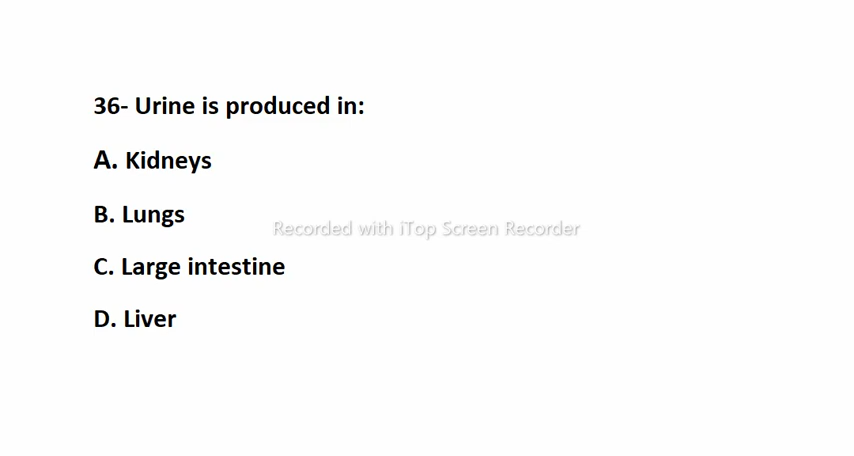 36- Urine is produced in:
A. Kidneys
B. Lungs
Recorded with iTop Screen Recorder
C. Large intestine
D. Liver